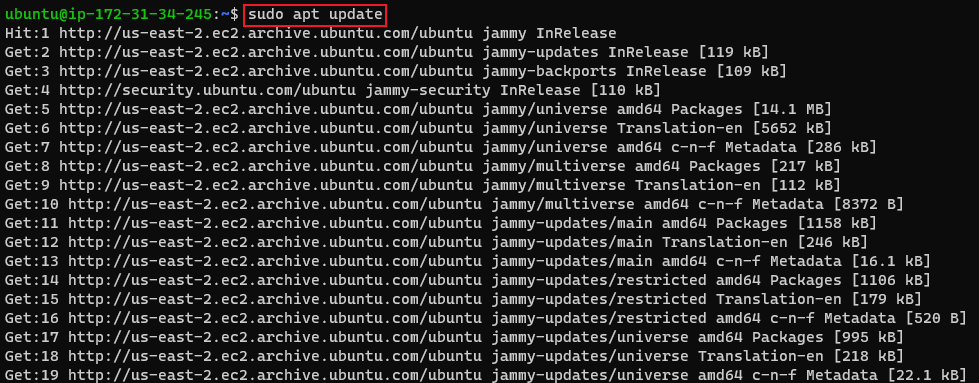 ubuntu@ip-172-31-34-245:~$ sudo apt update
Hit:1 http://us-east-2.ec2.archive.ubuntu.com/ubuntu jammy InRelease
Get:2 http://us-east-2.ec2.archive.ubuntu.com/ubuntu jammy-updates InRelease [119 kB]
Get:3 http://us-east-2.ec2.archive.ubuntu.com/ubuntu jammy-backports InRelease [109 kB]
Get:4 http://security.ubuntu.com/ubuntu jammy-security InRelease [110 kB]
Get:5 http://us-east-2.ec2.archive.ubuntu.com/ubuntu jammy/universe amd64 Packages [14.1 MB]
Get:6 http://us-east-2.ec2.archive.ubuntu.com/ubuntu jammy/universe Translation-en [5652 kB]
Get:7 http://us-east-2.ec2.archive.ubuntu.com/ubuntu jammy/universe amd64 c-n-f Metadata [286 kB]
Get:8 http://us-east-2.ec2.archive.ubuntu.com/ubuntu jammy/multiverse amd64 Packages [217 kB]
Get:9 http://us-east-2.ec2.archive.ubuntu.com/ubuntu jammy/multiverse Translation-en [112 kB]
Get:10 http://us-east-2.ec2.archive.ubuntu.com/ubuntu jammy/multiverse amd64 c-n-f Metadata [8372 B]
Get:11 http://us-east-2.ec2.archive.ubuntu.com/ubuntu jammy-updates/main amd64 Packages [1158 kB]
Get:12 http://us-east-2.ec2.archive.ubuntu.com/ubuntu jammy-updates/main Translation-en [246 kB]
Get:13 http://us-east-2.ec2.archive.ubuntu.com/ubuntu jammy-updates/main amd64 c-n-f Metadata [16.1 kB]
Get:14 http://us-east-2.ec2.archive.ubuntu.com/ubuntu jammy-updates/restricted amd64 Packages [1106 kB]
Get:15 http://us-east-2.ec2.archive.ubuntu.com/ubuntu jammy-updates/restricted Translation-en [179 kB]
Get:16 http://us-east-2.ec2.archive.ubuntu.com/ubuntu jammy-updates/restricted amd64 c-n-f Metadata [520 B]
Get:17 http://us-east-2.ec2.archive.ubuntu.com/ubuntu jammy-updates/universe amd64 Packages [995 kB]
Get:18 http://us-east-2.ec2.archive.ubuntu.com/ubuntu jammy-updates/universe Translation-en [218 kB]
Get:19 http://us-east-2.ec2.archive.ubuntu.com/ubuntu jammy-updates/universe amd64 c-n-f Metadata [22.1 kB]